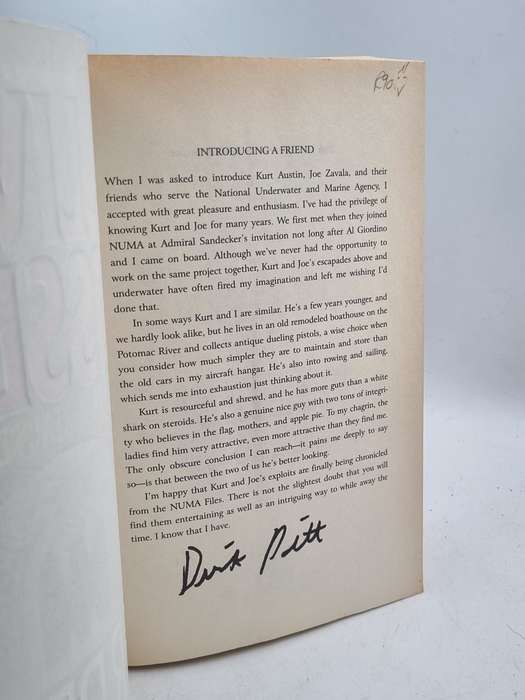 R90.
INTRODUCING A FRIEND
When I was asked to introduce Kurt Austin, Joe Zavala, and their
friends who serve the National Underwater and Marine Agency, I
accepted with great pleasure and enthusiasm. I've had the privilege of
knowing Kurt and Joe for many years. We first met when they joined
NUMA at Admiral Sandecker's invitation not long after Al Giordino
and I came on board. Although we've never had the opportunity to
work on the same project together, Kurt and Joe's escapades above and
underwater have often fired my imagination and left me wishing I'd
done that.
In some ways Kurt and I are similar. He's a few years younger, and
we hardly look alike, but he lives in an old remodeled boathouse on the
Potomac River and collects antique dueling pistols, a wise choice when
you consider how much simpler they are to maintain and store than
the old cars in my aircraft hangar. He's also into rowing and sailing,
which sends me into exhaustion just thinking about it.
Kurt is resourceful and shrewd, and he has more guts than a white
shark on steroids. He's also a genuine nice guy with two tons of integri-
ty who believes in the flag, mothers, and apple pie. To my chagrin, the
ladies find him very attractive, even more attractive than they find me.
The only obscure conclusion I can reach—it pains me deeply to say
so—is that between the two of us he's better looking.
I'm happy that Kurt and Joe's exploits are finally being chronicled
from the NUMA Files. There is not the slightest doubt that you will
find them entertaining as well as an intriguing way to while away the
time. I know that I have.
Dirk Pitt